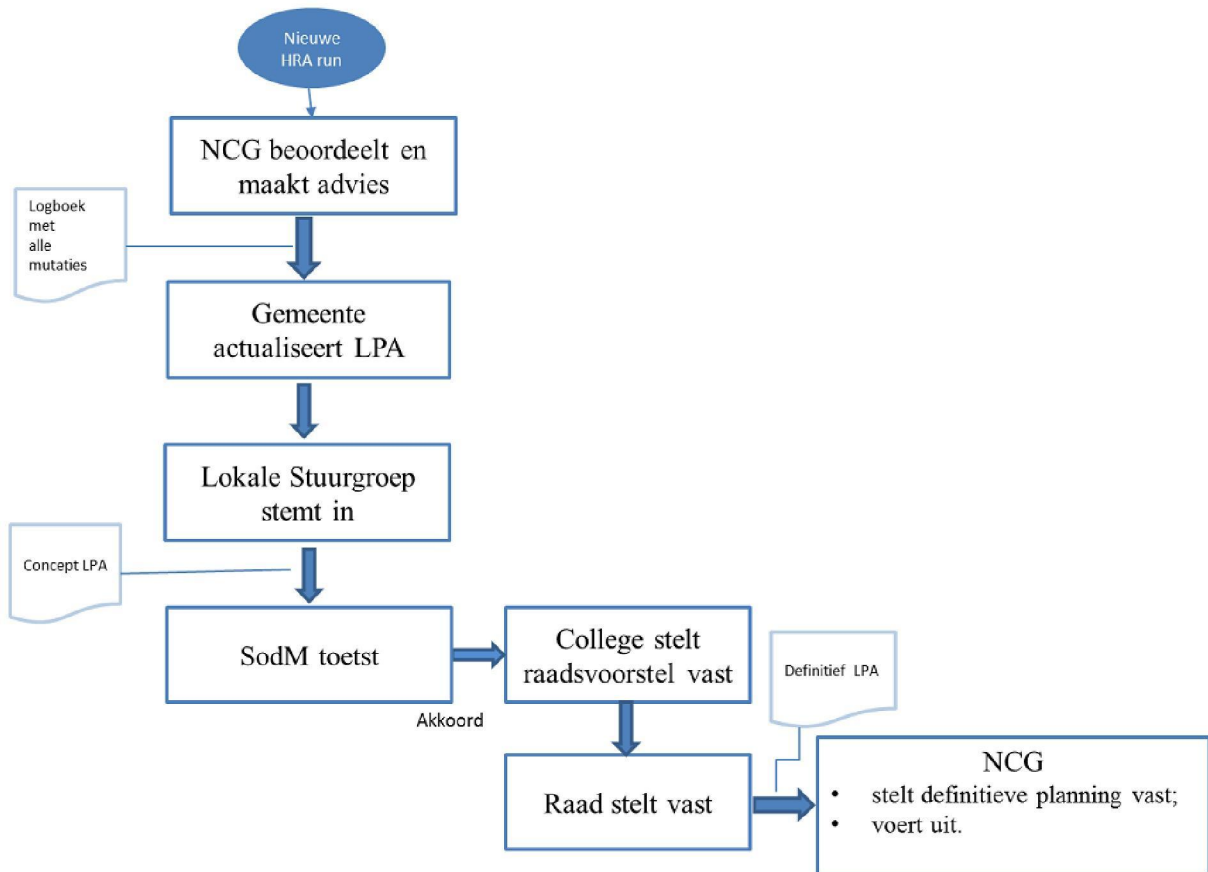 Nieuwe
HRA run
NCG beoordeelt en
maakt advies
Logboek
met
alle
mutaties
Gemeente
actualiseert LPA
Lokale Stuurgroep
stemt in
Concept LPA
SodM toetst
Akkoord
College stelt
raadsvoorstel vast
Definitief LPA
Raad stelt vast
NCG
• stelt definitieve planning vast;
• voert uit.